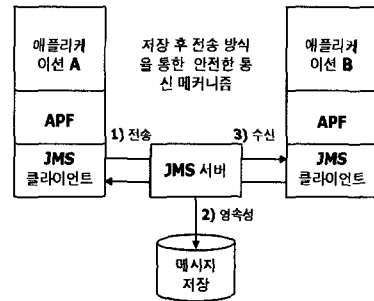 애플리케
이션 A
APF
JMS
클라이언트
저장 후 전송 방식
을 통한 안전한 통
신 메커니즘
1) 전송
3) 수신
JMS 서버
2) 영속성
메시지
저장
애플리케
이션 B
APF
JMS
클라이언트